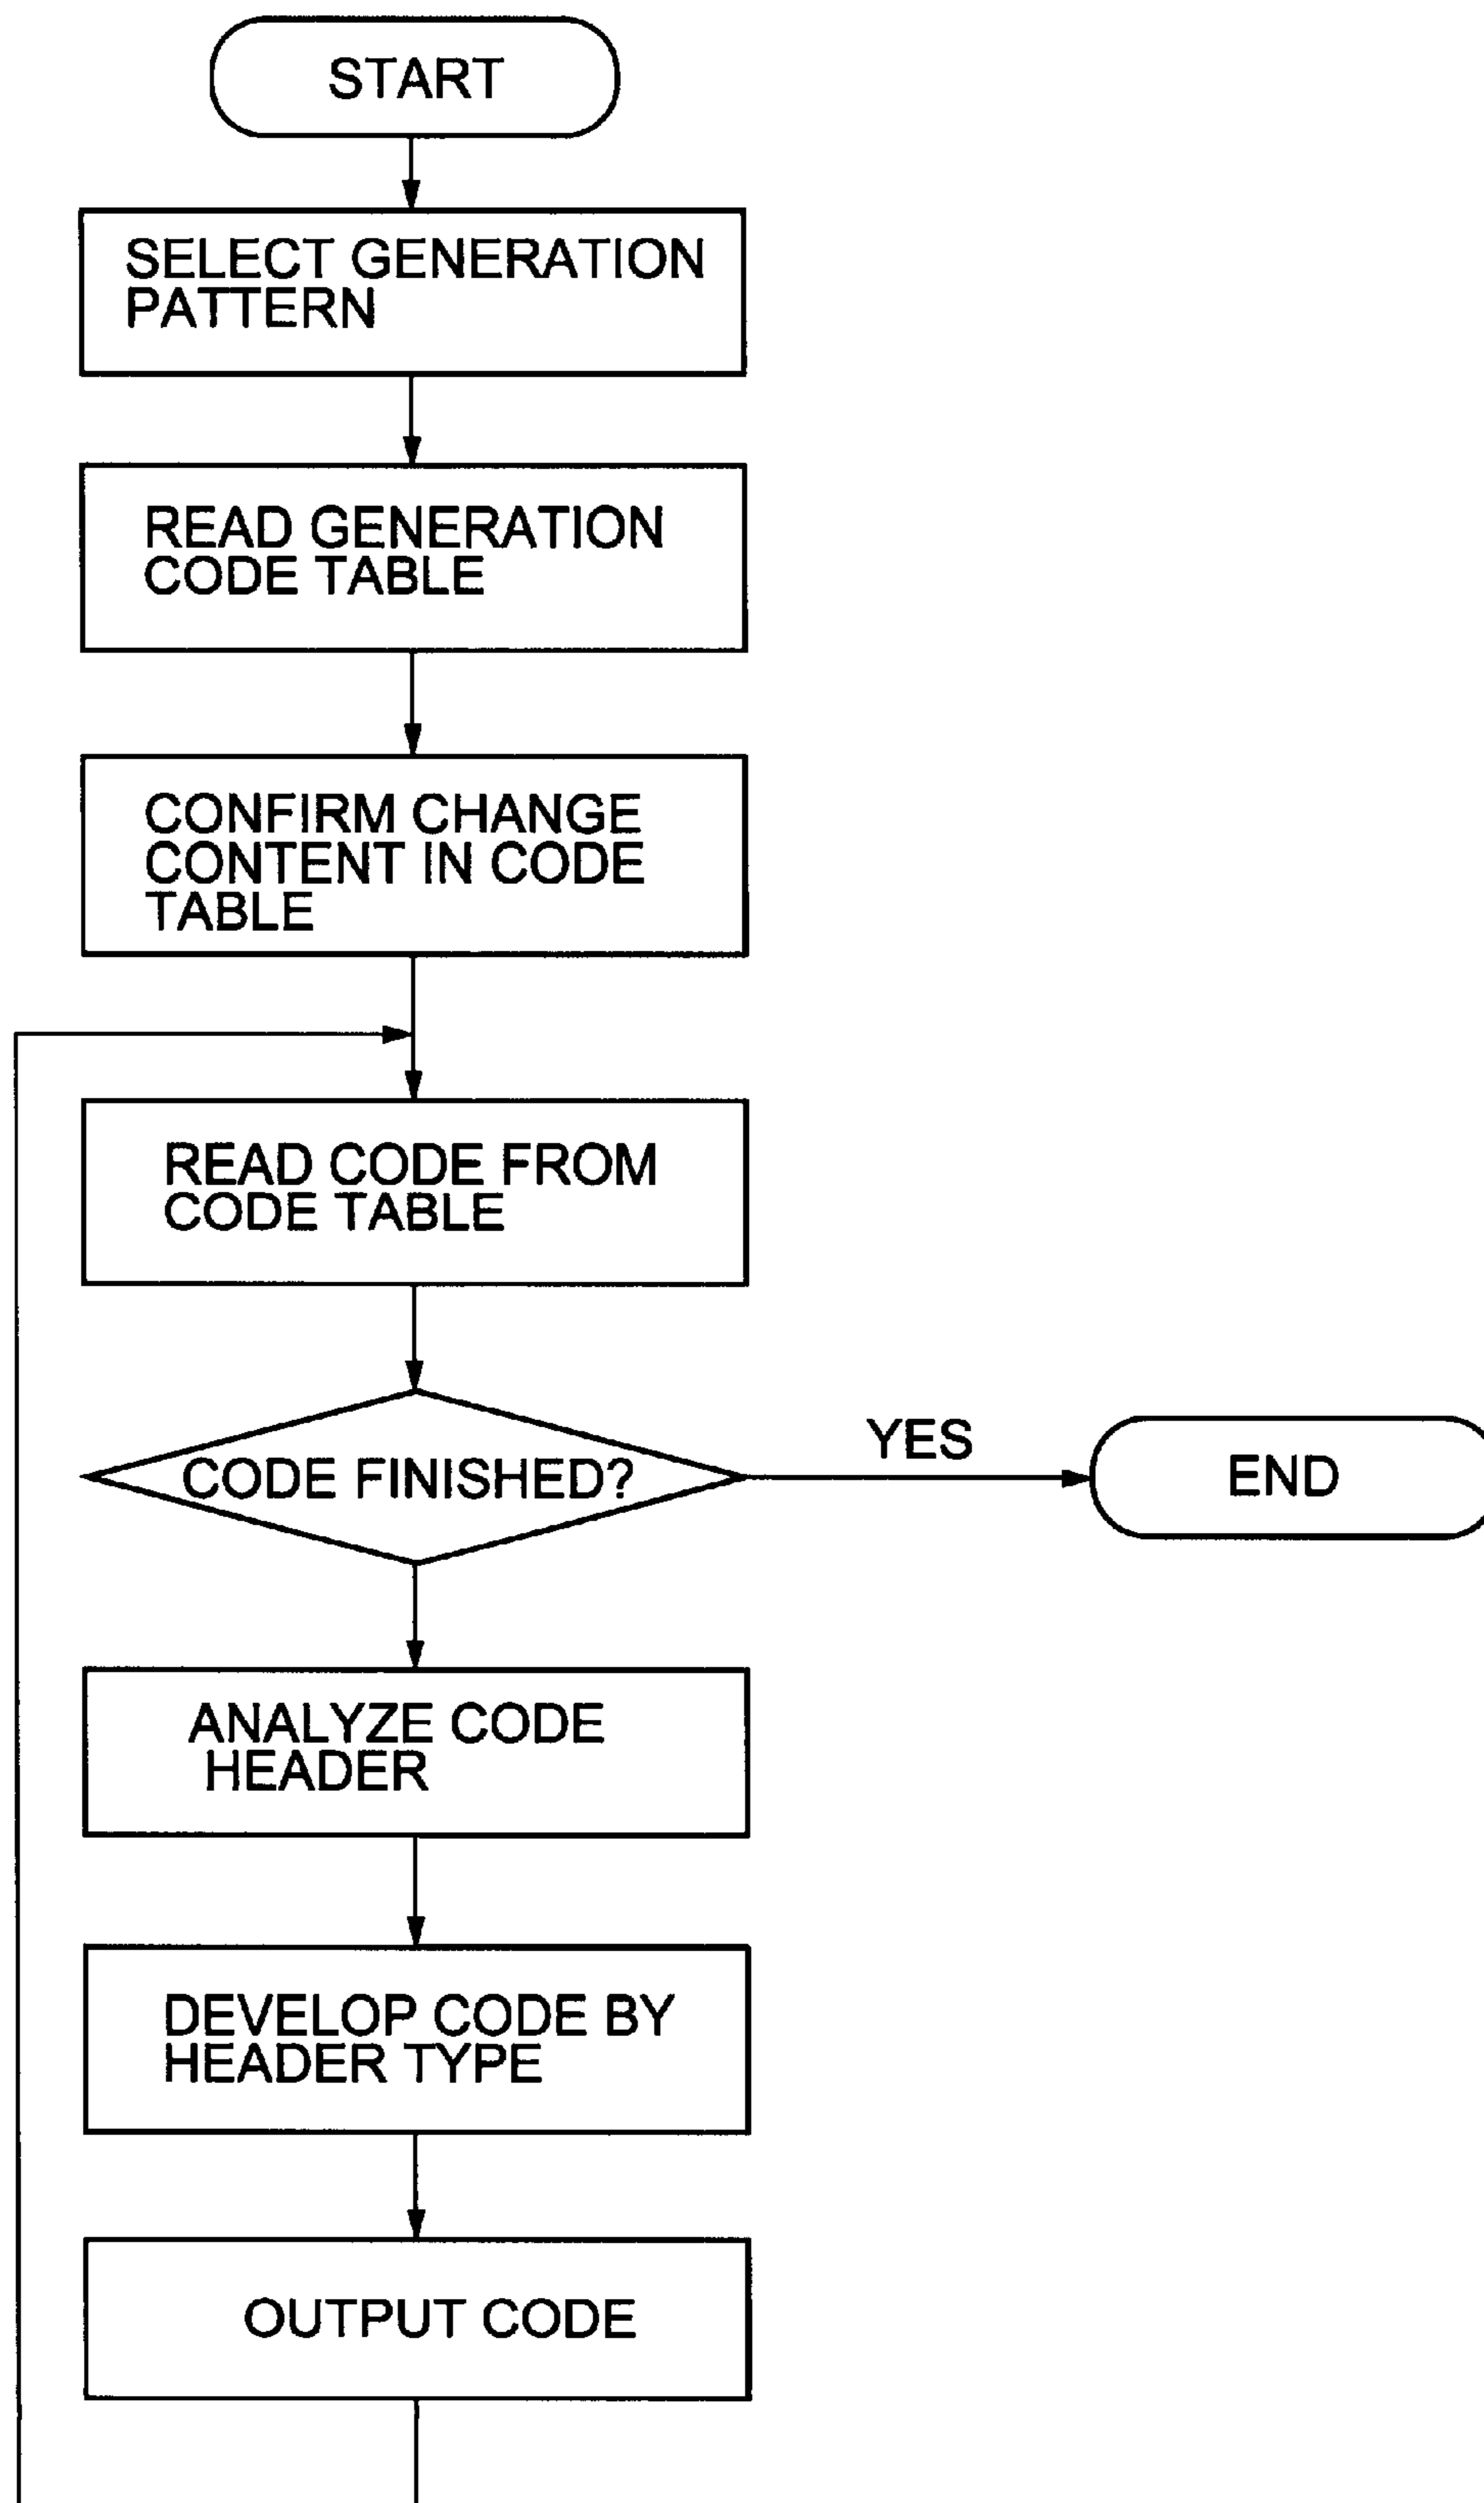 START
SELECT GENERATION
PATTERN
READ GENERATION
CODE TABLE
CONFIRM CHANGE
CONTENT IN CODE
TABLE
READ CODE FROM
CODE TABLE
CODE FINISHED?
YES
END
ANALYZE CODE
HEADER
DEVELOP CODE BY
HEADER TYPE
OUTPUT CODE